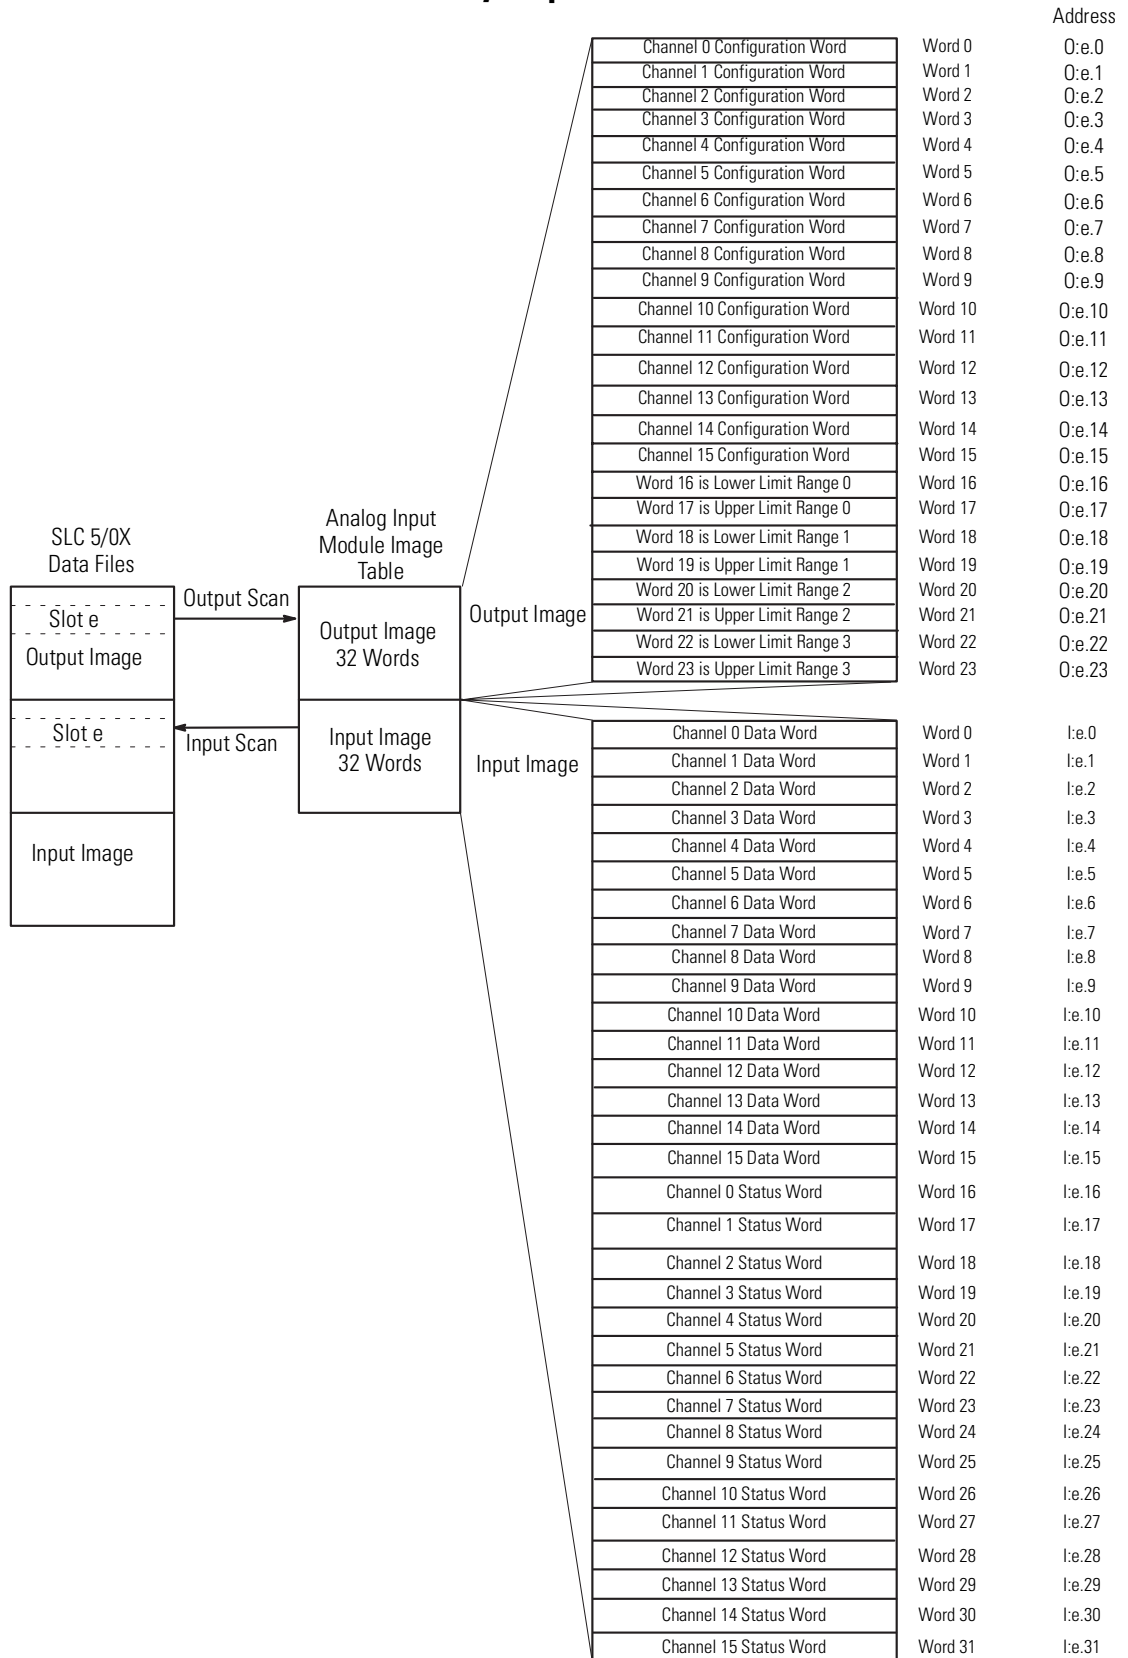 Address
Channel 0 Configuration Word Word 0 O:e.0
Channel 1 Configuration Word Word 1 O:e.1
Channel 2 Configuration Word Word 2 O:e.2
Channel 3 Configuration Word Word 3 O:e.3
Channel 4 Configuration Word Word 4 O:e.4
Channel 5 Configuration Word Word 5 O:e.5
Channel 6 Configuration Word Word 6 O:e.6
Channel 7 Configuration Word Word 7 O:e.7
Channel 8 Configuration Word Word 8 O:e.8
Channel 9 Configuration Word Word 9 O:e.9
Channel 10 Configuration Word Word 10 O:e.10
Channel 11 Configuration Word Word 11 O:e.11
Channel 12 Configuration Word Word 12 O:e.12
Channel 13 Configuration Word Word 13 O:e.13
Channel 14 Configuration Word Word 14 O:e.14
Channel 15 Configuration Word Word 15 O:e.15
Word 16 is Lower Limit Range 0 Word 16 O:e.16
Word 17 is Upper Limit Range 0 Word 17 O:e.17
Word 18 is Lower Limit Range 1 Word 18 O:e.18
Word 19 is Upper Limit Range 1 Word 19 O:e.19
Word 20 is Lower Limit Range 2 Word 20 O:e.20
Word 21 is Upper Limit Range 2 Word 21 O:e.21
Word 22 is Lower Limit Range 3 Word 22 O:e.22
Word 23 is Upper Limit Range 3 Word 23 O:e.23
SLC 5/0X
Data Files
Slot e
Output Image
Slot e
Input Image
Output Scan
Input Scan
Analog Input
Module Image
Table
Output Image
32 Words
Input Image
32 Words
Output Image
Input Image
Channel 0 Data Word Word 0 I:e.0
Channel 1 Data Word Word 1 I:e.1
Channel 2 Data Word Word 2 I:e.2
Channel 3 Data Word Word 3 I:e.3
Channel 4 Data Word Word 4 I:e.4
Channel 5 Data Word Word 5 I:e.5
Channel 6 Data Word Word 6 I:e.6
Channel 7 Data Word Word 7 I:e.7
Channel 8 Data Word Word 8 I:e.8
Channel 9 Data Word Word 9 I:e.9
Channel 10 Data Word Word 10 I:e.10
Channel 11 Data Word Word 11 I:e.11
Channel 12 Data Word Word 12 I:e.12
Channel 13 Data Word Word 13 I:e.13
Channel 14 Data Word Word 14 I:e.14
Channel 15 Data Word Word 15 I:e.15
Channel 0 Status Word Word 16 I:e.16
Channel 1 Status Word Word 17 I:e.17
Channel 2 Status Word Word 18 I:e.18
Channel 3 Status Word Word 19 I:e.19
Channel 4 Status Word Word 20 I:e.20
Channel 5 Status Word Word 21 I:e.21
Channel 6 Status Word Word 22 I:e.22
Channel 7 Status Word Word 23 I:e.23
Channel 8 Status Word Word 24 I:e.24
Channel 9 Status Word Word 25 I:e.25
Channel 10 Status Word Word 26 I:e.26
Channel 11 Status Word Word 27 I:e.27
Channel 12 Status Word Word 28 I:e.28
Channel 13 Status Word Word 29 I:e.29
Channel 14 Status Word Word 30 I:e.30
Channel 15 Status Word Word 31 I:e.31